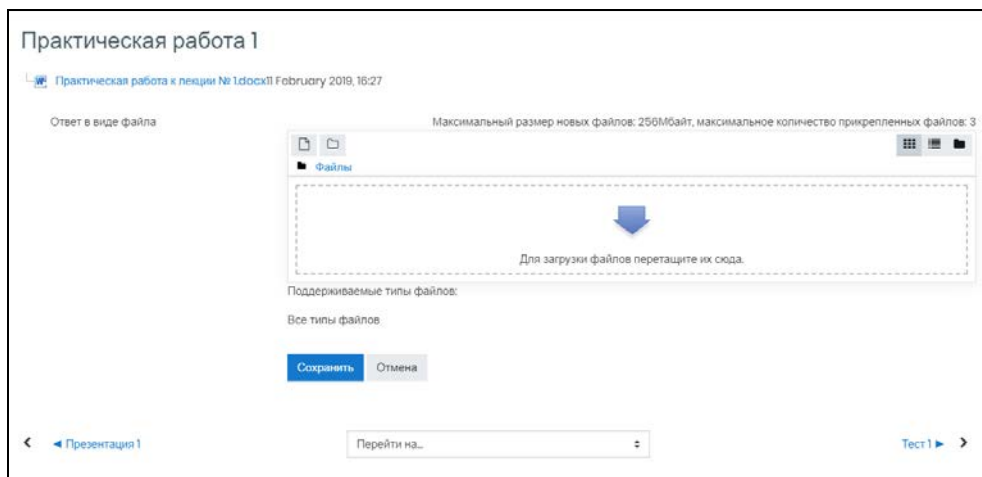 Практическая работа 1
Практическая работа к лекции № 1.docx11 February 2019, 16:27
Ответ в виде файла
Максимальный размер новых файлов: 256Мбайт, максимальное количество прикрепленных файлов: 3
Файлы
Для загрузки файлов перетащите их сюда.
Поддерживаемые типы файлов:
Все типы файлов
Сохранить Отмена
◄ Презентация 1 Перейти на... Тест 1 ►